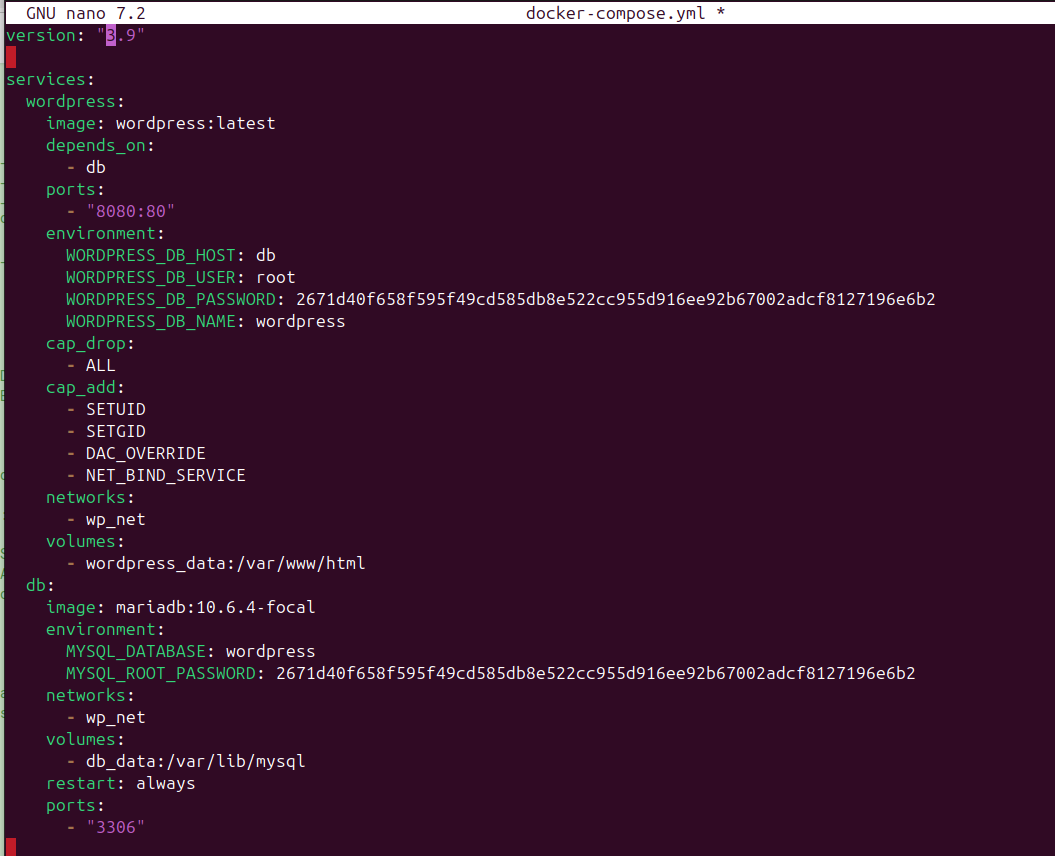 GNU nano 7.2 docker-compose.yml *
version: "3.9"

services:
  wordpress:
    image: wordpress:latest
    depends_on:
      - db
    ports:
      - "8080:80"
    environment:
      WORDPRESS_DB_HOST: db
      WORDPRESS_DB_USER: root
      WORDPRESS_DB_PASSWORD: 2671d40f658f595f49cd585db8e522cc955d916ee92b67002adcf8127196e6b2
      WORDPRESS_DB_NAME: wordpress
    cap_drop:
      - ALL
    cap_add:
      - SETUID
      - SETGID
      - DAC_OVERRIDE
      - NET_BIND_SERVICE
    networks:
      - wp_net
    volumes:
      - wordpress_data:/var/www/html
  db:
    image: mariadb:10.6.4-focal
    environment:
      MYSQL_DATABASE: wordpress
      MYSQL_ROOT_PASSWORD: 2671d40f658f595f49cd585db8e522cc955d916ee92b67002adcf8127196e6b2
    networks:
      - wp_net
    volumes:
      - db_data:/var/lib/mysql
    restart: always
    ports:
      - "3306"